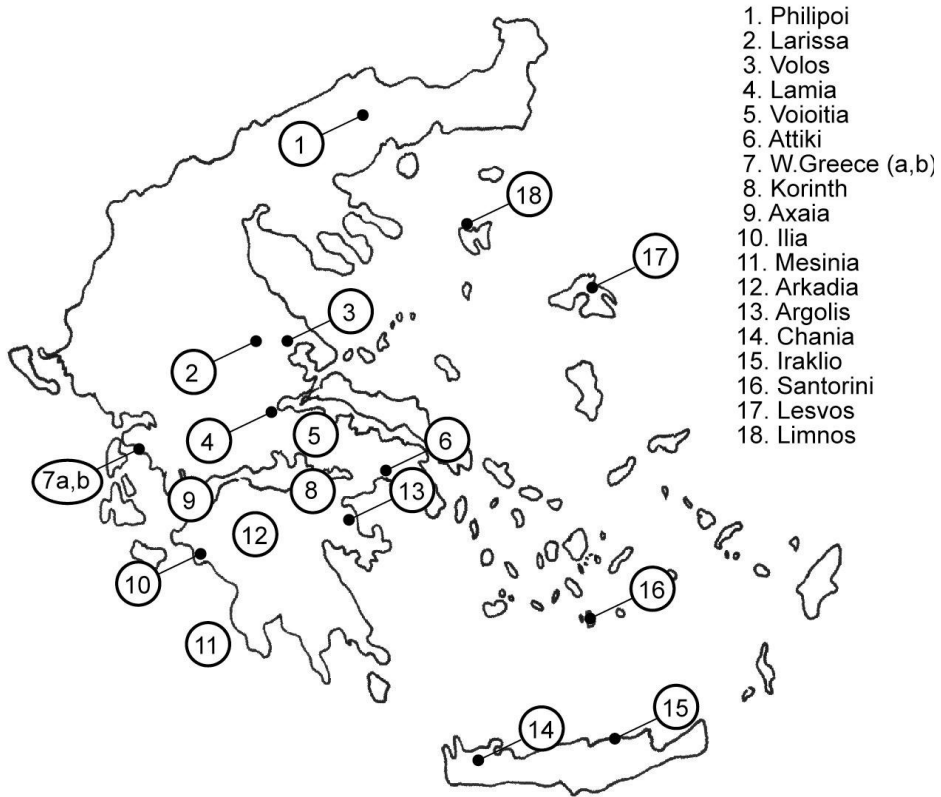 1. Philipoi
2. Larissa
3. Volos
4. Lamia
5. Voioitia
6. Attiki
7. W.Greece (a,b)
8. Korinth
9. Axaia
10. Ilia
11. Mesinia
12. Arkadia
13. Argolis
14. Chania
15. Iraklio
16. Santorini
17. Lesvos
18. Limnos
1
18
17
3
2
4
5
6
7a,b
9
8
13
12
10
16
11
15
14